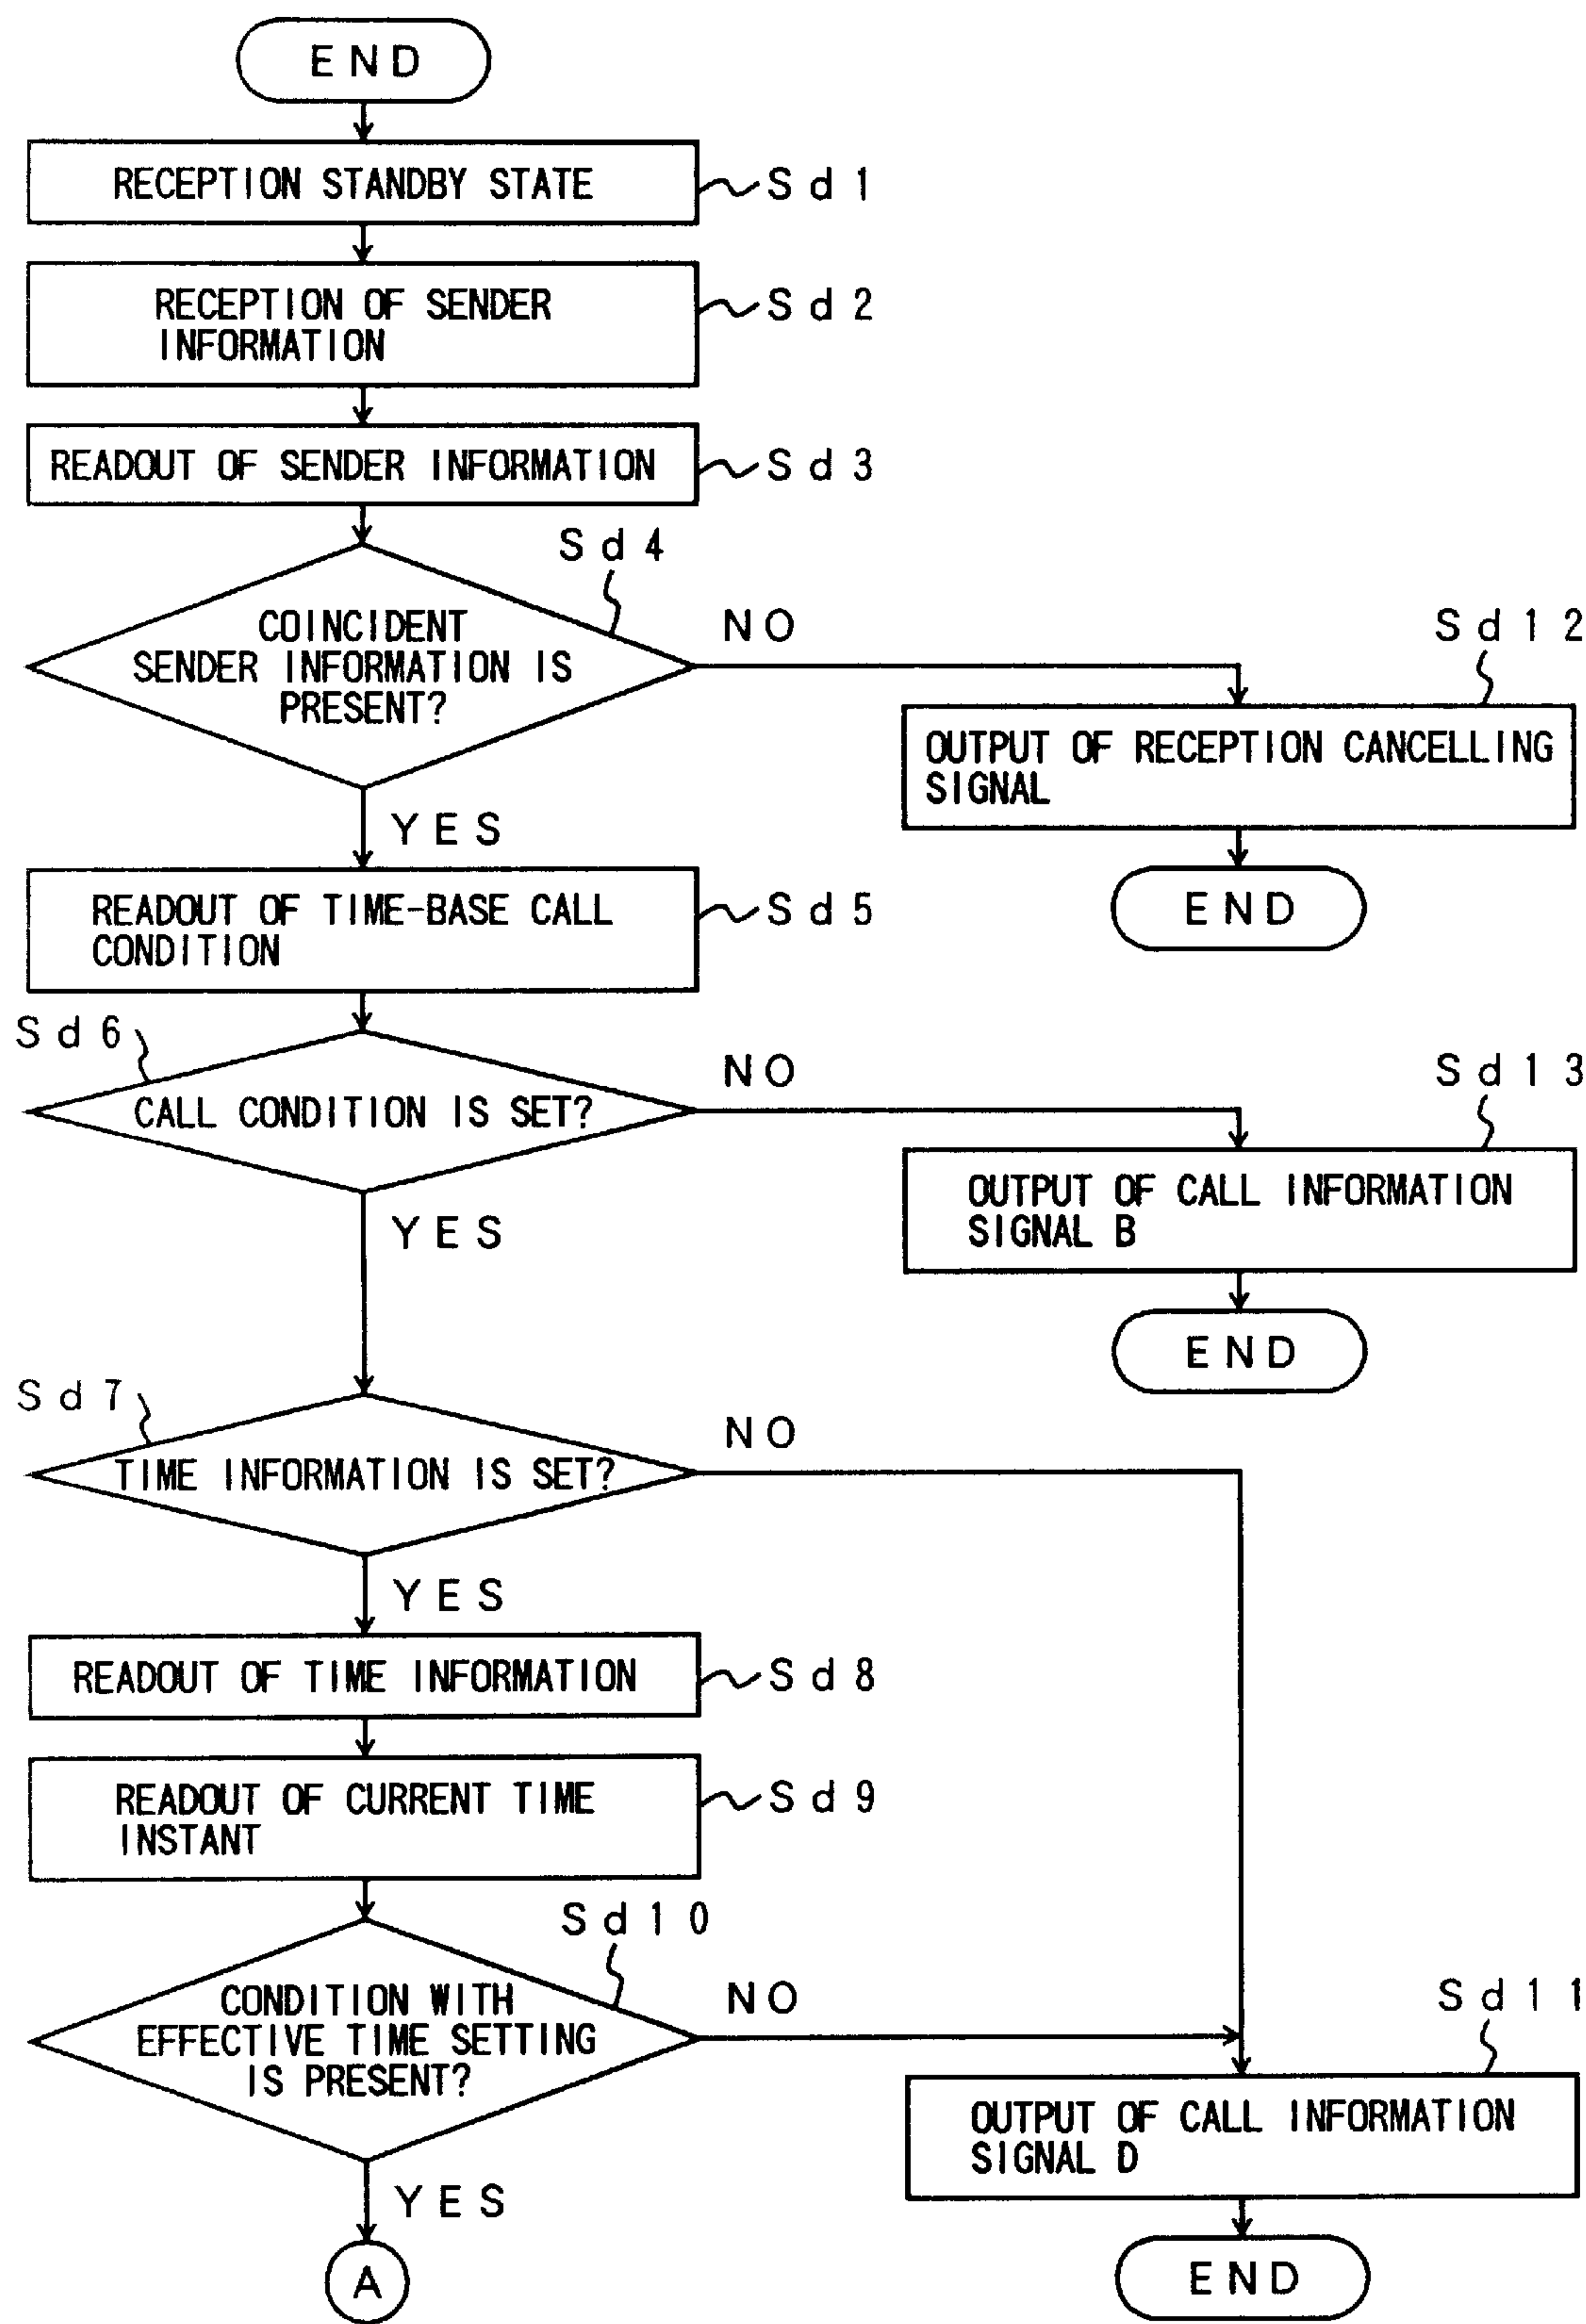 END
RECEPTION STANDBY STATE
Sd1
RECEPTION OF SENDER
INFORMATION
Sd2
READOUT OF SENDER INFORMATION
Sd3
Sd4
COINCIDENT
SENDER INFORMATION IS
PRESENT?
NO
Sd12
OUTPUT OF RECEPTION CANCELLING
SIGNAL
END
YES
READOUT OF TIME-BASE CALL
CONDITION
Sd5
Sd6
CALL CONDITION IS SET?
NO
Sd13
OUTPUT OF CALL INFORMATION
SIGNAL B
END
YES
Sd7
TIME INFORMATION IS SET?
NO
YES
READOUT OF TIME INFORMATION
Sd8
READOUT OF CURRENT TIME
INSTANT
Sd9
Sd10
CONDITION WITH
EFFECTIVE TIME SETTING
IS PRESENT?
NO
Sd11
OUTPUT OF CALL INFORMATION
SIGNAL D
END
YES
A